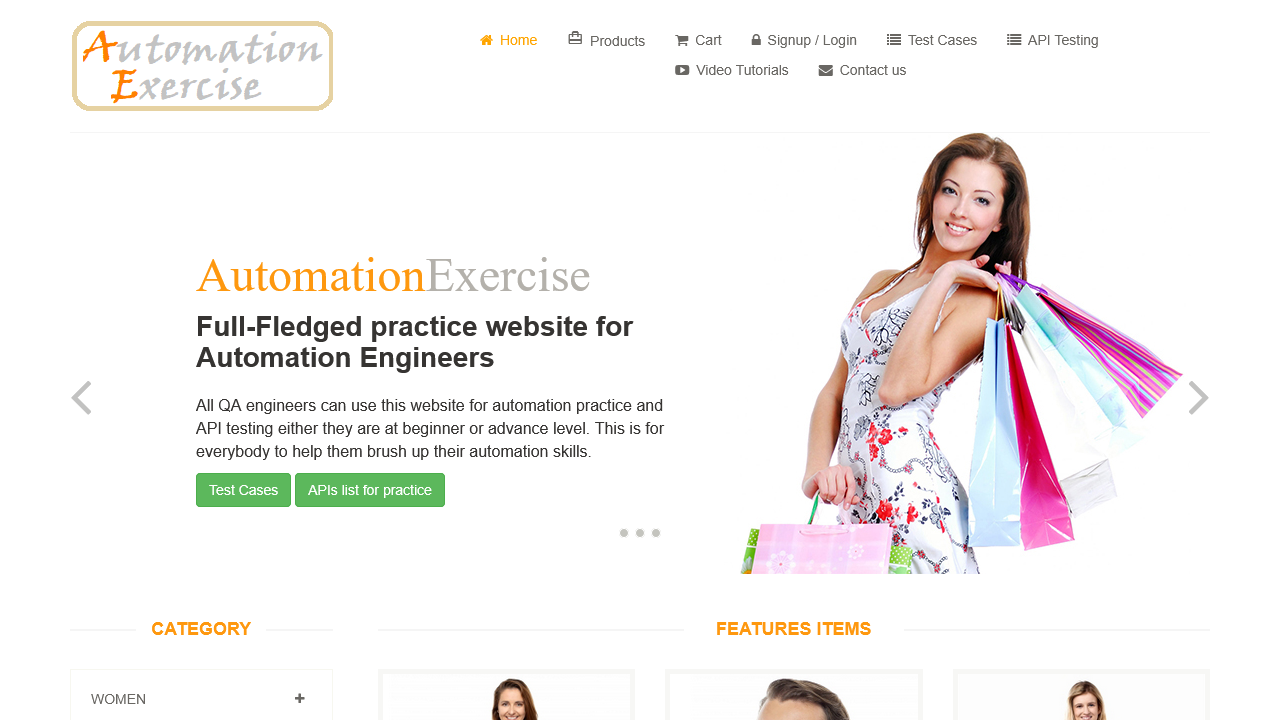 Automation
Exercise
Home
Products
Cart
Signup / Login
Test Cases
API Testing
Video Tutorials
Contact us
AutomationExercise
Full-Fledged practice website for
Automation Engineers
All QA engineers can use this website for automation practice and
API testing either they are at beginner or advance level. This is for
everybody to help them brush up their automation skills.
Test Cases
APIs list for practice
CATEGORY
FEATURES ITEMS
WOMEN